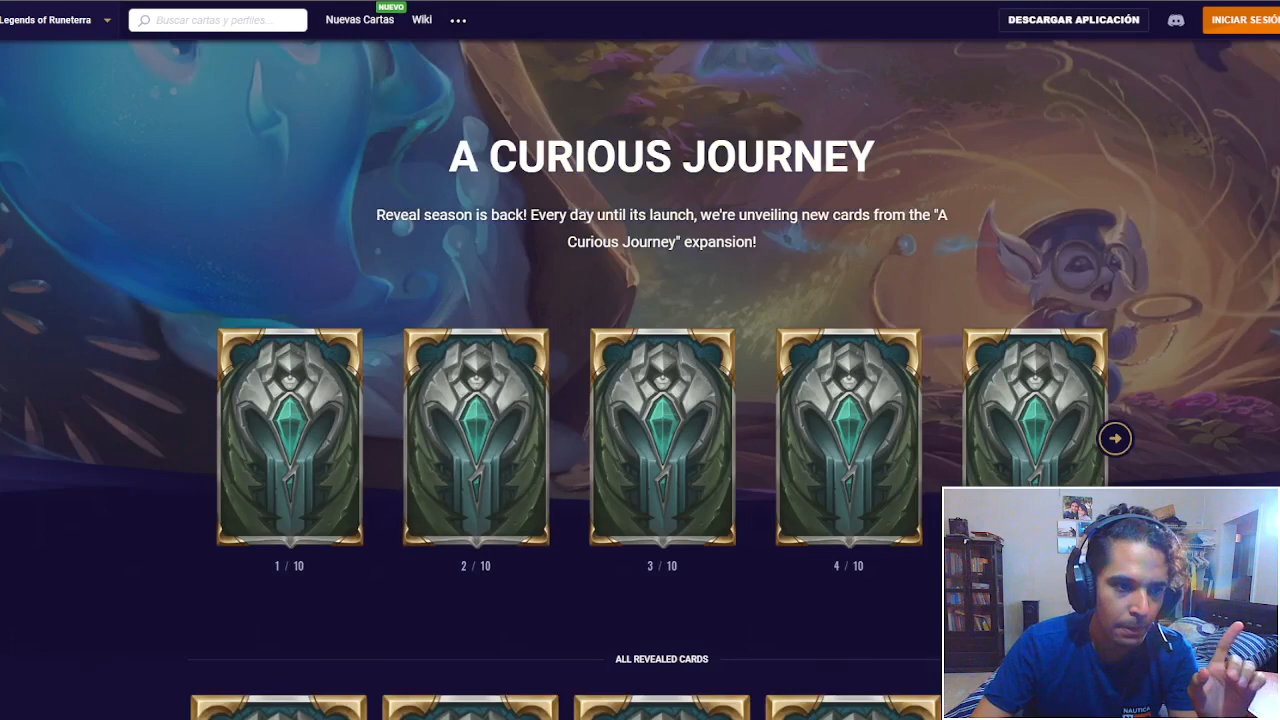 Legends of Runeterra
Buscar cartas y perfiles...
NUEVO
Nuevas Cartas
Wiki
DESCARGAR APLICACIÓN
INICIAR SESIÓ
A CURIOUS JOURNEY
Reveal season is back! Every day until its launch, we're unveiling new cards from the "A
Curious Journey" expansion!
1 / 10
2 / 10
3 / 10
4 / 10
ALL REVEALED CARDS
NAUTICA